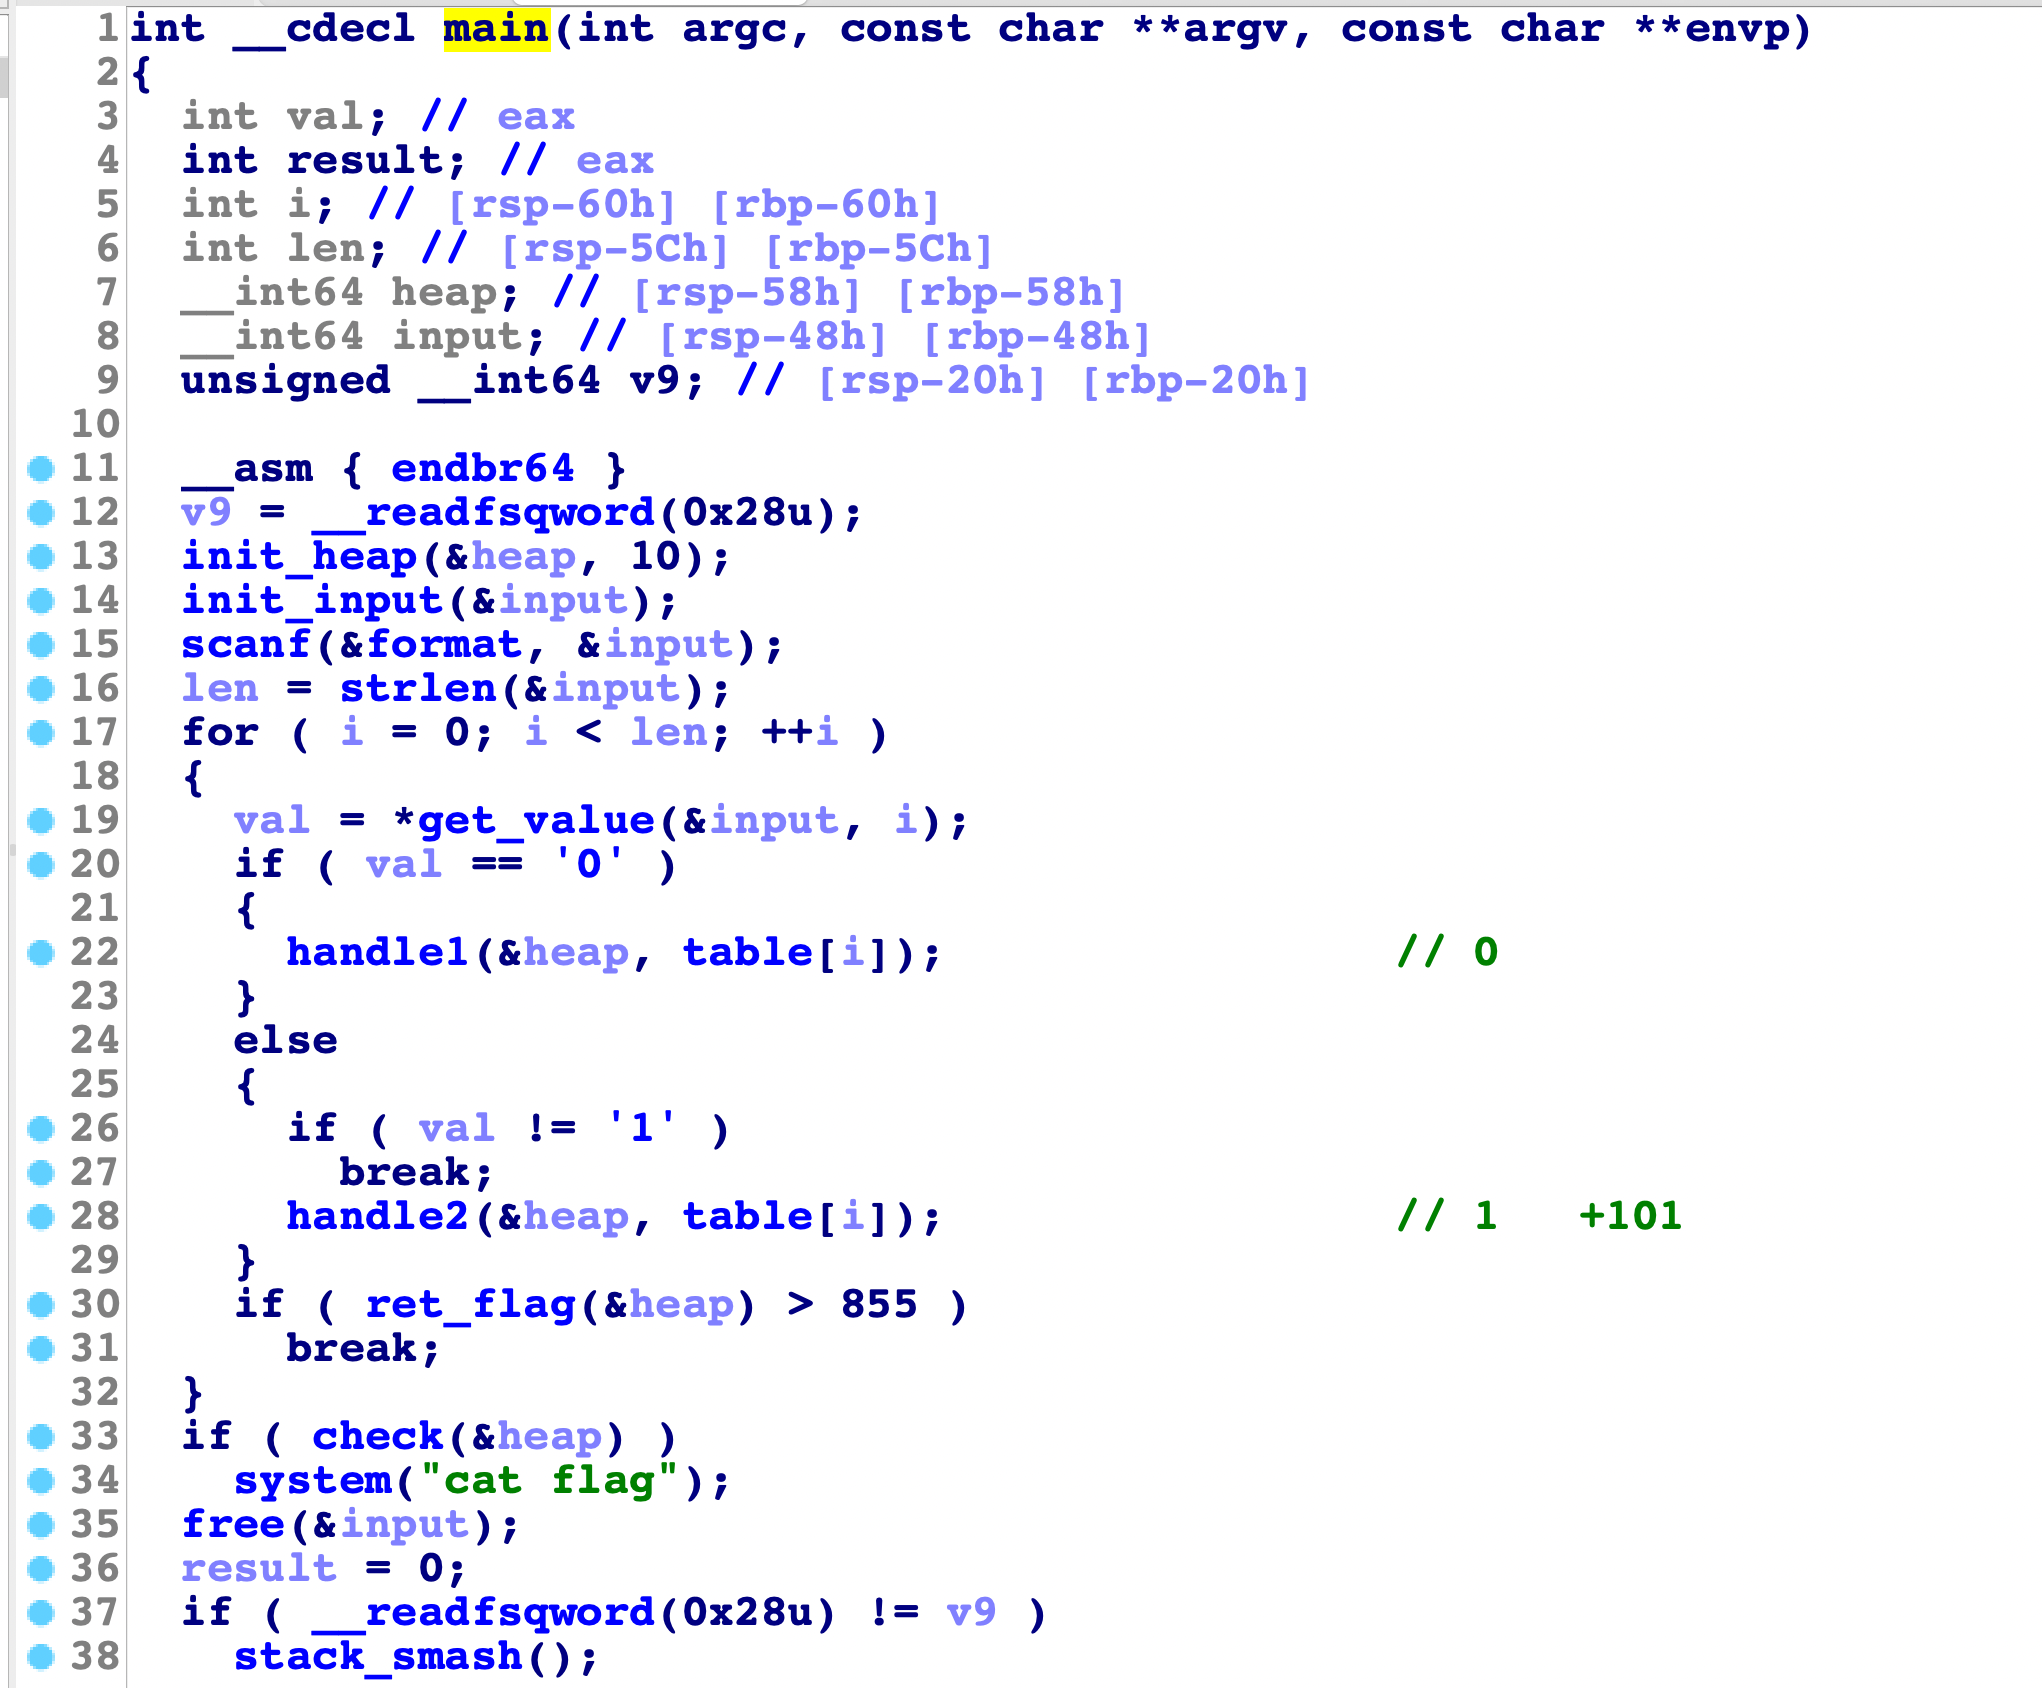 1 int __cdecl main(int argc, const char **argv, const char **envp)
2 {
3   int val; // eax
4   int result; // eax
5   int i; // [rsp-60h] [rbp-60h]
6   int len; // [rsp-5Ch] [rbp-5Ch]
7   __int64 heap; // [rsp-58h] [rbp-58h]
8   __int64 input; // [rsp-48h] [rbp-48h]
9   unsigned __int64 v9; // [rsp-20h] [rbp-20h]
10
11   __asm { endbr64 }
12   v9 = __readfsqword(0x28u);
13   init_heap(&heap, 10);
14   init_input(&input);
15   scanf(&format, &input);
16   len = strlen(&input);
17   for ( i = 0; i < len; ++i )
18   {
19     val = *get_value(&input, i);
20     if ( val == '0' )
21     {
22       handle1(&heap, table[i]);                  // 0
23     }
24     else
25     {
26       if ( val != '1' )
27         break;
28       handle2(&heap, table[i]);                  // 1   +101
29     }
30     if ( ret_flag(&heap) > 855 )
31       break;
32   }
33   if ( check(&heap) )
34     system("cat flag");
35   free(&input);
36   result = 0;
37   if ( __readfsqword(0x28u) != v9 )
38     stack_smash();